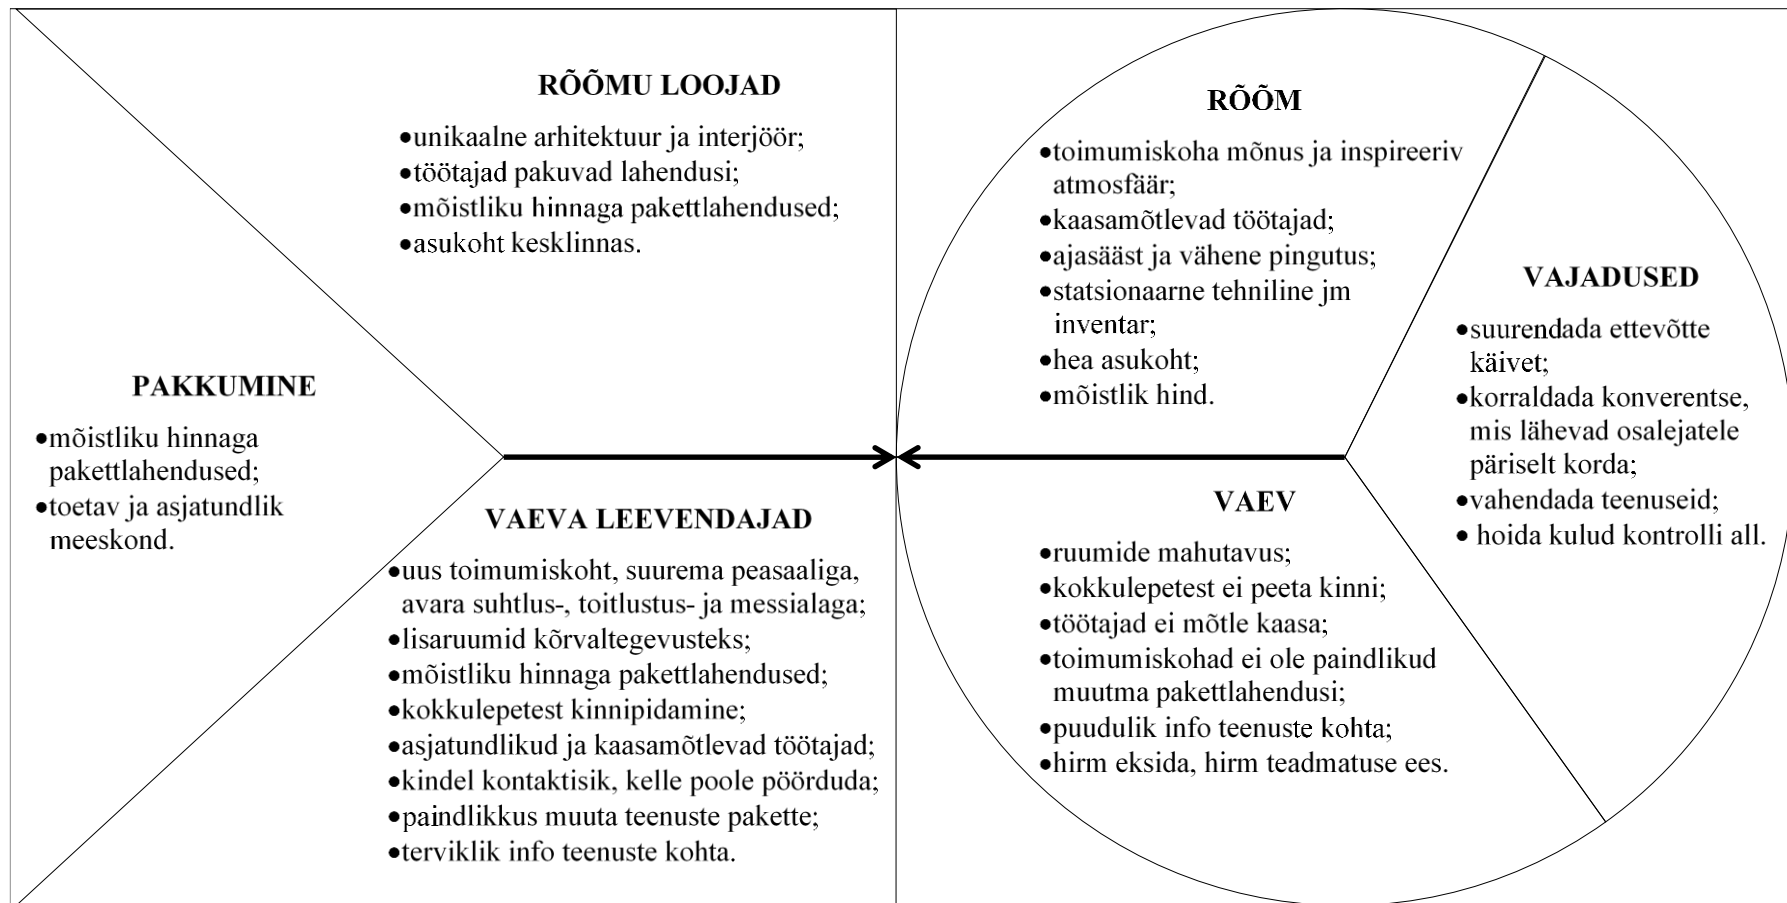 RÕÕMU LOOJAD
•unikaalne arhitektuur ja interjöör;
•töötajad pakuvad lahendusi;
•mõistliku hinnaga pakettlahendused;
•asukoht kesklinnas.
PAKKUMINE
•mõistliku hinnaga
pakettlahendused;
•toetav ja asjatundlik
meeskond.
VAEVA LEEVENDAJAD
•uus toimumiskoht, suurema peasaaliga,
avara suhtlus-, toitlustus- ja messialaga;
•lisaruumid kõrvaltegevusteks;
•mõistliku hinnaga pakettlahendused;
•kokkulepetest kinnipidamine;
•asjatundlikud ja kaasamõtlevad töötajad;
•kindel kontaktisik, kelle poole pöörduda;
•paindlikkus muuta teenuste pakette;
•terviklik info teenuste kohta.
RÕÕM
•toimumiskoha mõnus ja inspireeriv
atmosfäär;
•kaasamõtlevad töötajad;
•ajasääst ja vähene pingutus;
•statsionaarne tehniline jm
inventar;
•hea asukoht;
•mõistlik hind.
VAEV
•ruumide mahutavus;
•kokkulepetest ei peeta kinni;
•töötajad ei mõtle kaasa;
•toimumiskohad ei ole paindlikud
muutma pakettlahendusi;
•puudulik info teenuste kohta;
•hirm eksida, hirm teadmatuse ees.
VAJADUSED
•suurendada ettevõtte
käivet;
•korraldada konverentse,
mis lähevad osalejatele
päriselt korda;
•vahendada teenuseid;
• hoida kulud kontrolli all.